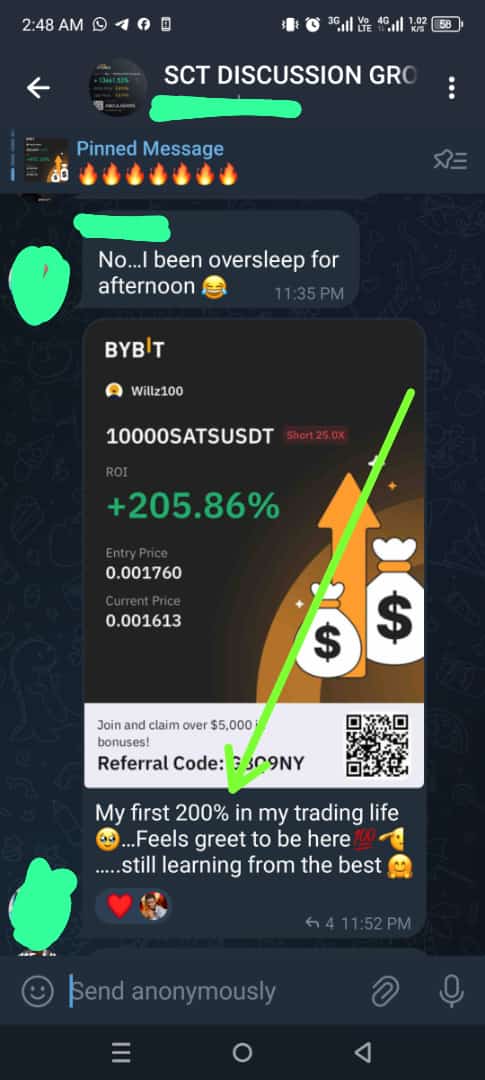 2:48 AM
3G
Vo
LTE
4G
1.02
K/S
58
SCT DISCUSSION GRO
Pinned Message
🔥🔥🔥🔥🔥🔥🔥
No...I been oversleep for
afternoon 😂
11:35 PM
BYBIT
Willz100
10000SATSUSDT Short 25.0X
ROI
+205.86%
Entry Price
0.001760
Current Price
0.001613
$ $
Join and claim over $5,000
bonuses!
Referral Code:
My first 200% in my trading life
🥹...Feels greet to be here💯🫡
.....still learning from the best 🤗
4 11:52 PM
Send anonymously